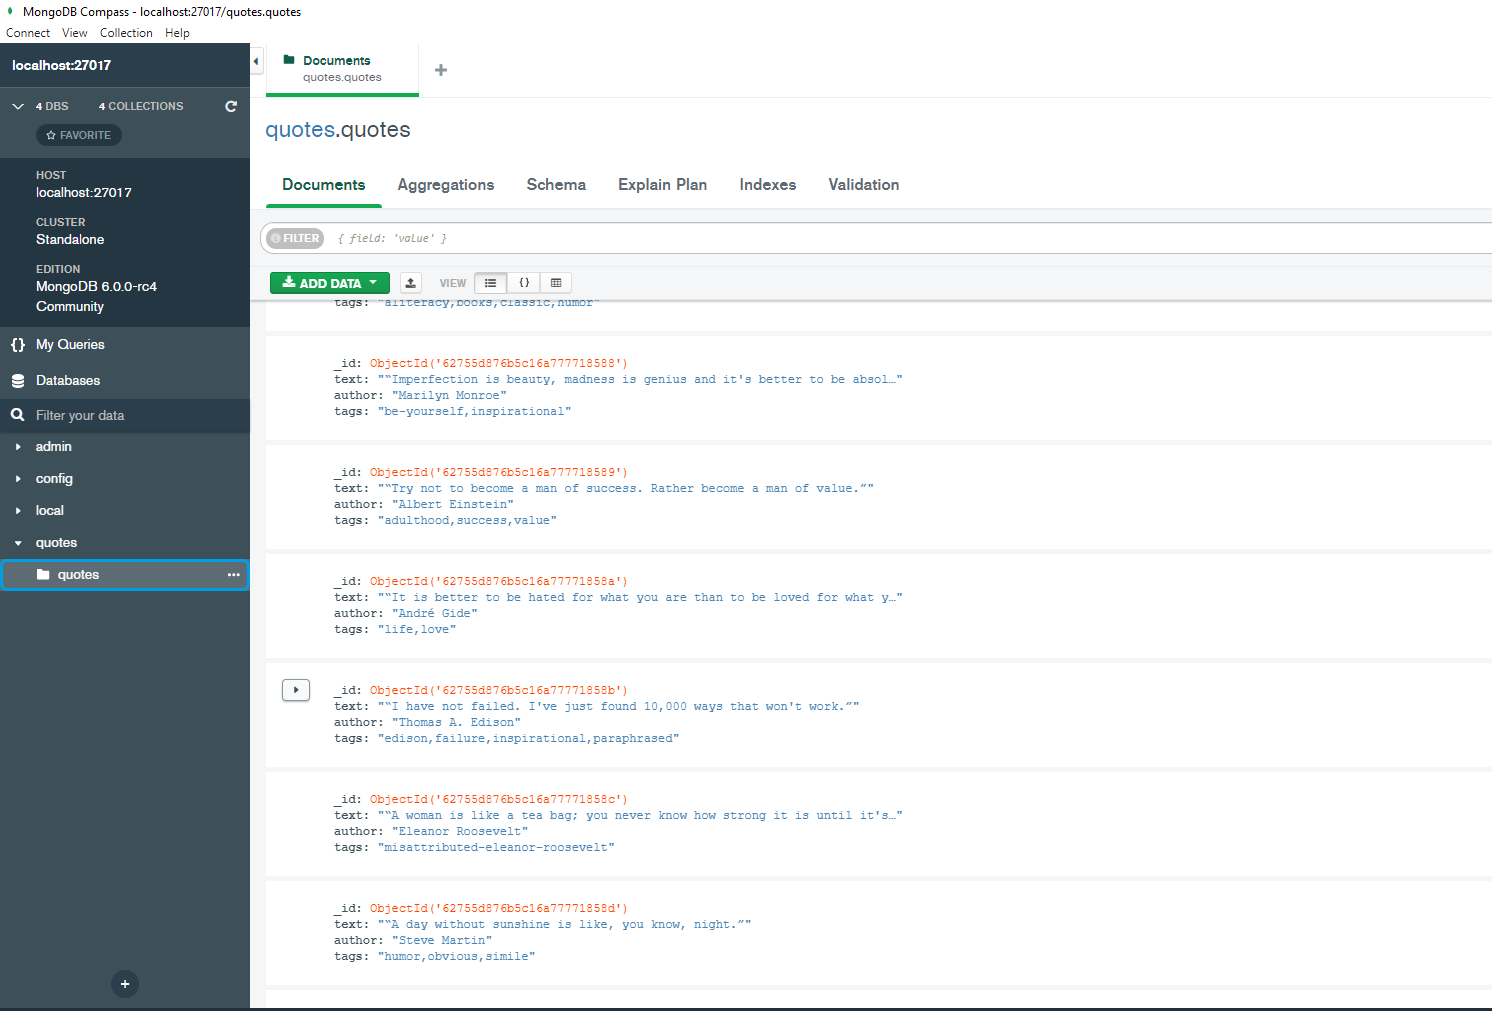 MongoDB Compass - localhost:27017/quotes.quotes
Connect View Collection Help
localhost:27017
4 DBS 4 COLLECTIONS
FAVORITE
HOST
localhost:27017
CLUSTER
Standalone
EDITION
MongoDB 6.0.0-rc4
Community
{} My Queries
Databases
Filter your data
admin
config
local
quotes
quotes
Documents
quotes.quotes
quotes.quotes
Documents Aggregations Schema Explain Plan Indexes Validation
FILTER { field: 'value' }
ADD DATA VIEW {}
tags: "aliteracy,books,classic,humor"
_id: ObjectId('62755d876b5c16a777718588')
text: "“Imperfection is beauty, madness is genius and it's better to be absol…"
author: "Marilyn Monroe"
tags: "be-yourself,inspirational"
_id: ObjectId('62755d876b5c16a777718589')
text: "“Try not to become a man of success. Rather become a man of value.”"
author: "Albert Einstein"
tags: "adulthood,success,value"
_id: ObjectId('62755d876b5c16a77771858a')
text: "“It is better to be hated for what you are than to be loved for what y…"
author: "André Gide"
tags: "life,love"
_id: ObjectId('62755d876b5c16a77771858b')
text: "“I have not failed. I've just found 10,000 ways that won't work.”"
author: "Thomas A. Edison"
tags: "edison,failure,inspirational,paraphrased"
_id: ObjectId('62755d876b5c16a77771858c')
text: "“A woman is like a tea bag; you never know how strong it is until it's…"
author: "Eleanor Roosevelt"
tags: "misattributed-eleanor-roosevelt"
_id: ObjectId('62755d876b5c16a77771858d')
text: "“A day without sunshine is like, you know, night.”"
author: "Steve Martin"
tags: "humor,obvious,simile"